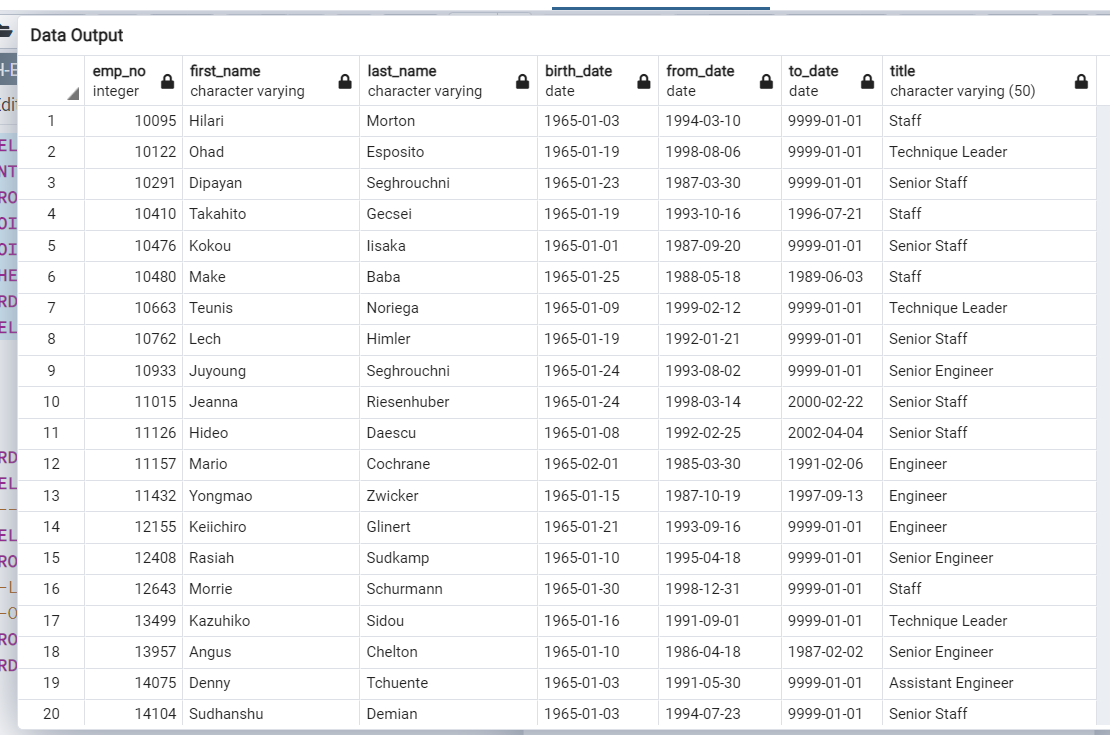 Data Output
emp_no first_name last_name birth_date from_date to_date title
integer character varying character varying date date date character varying (50)
1 10095 Hilari Morton 1965-01-03 1994-03-10 9999-01-01 Staff
2 10122 Ohad Esposito 1965-01-19 1998-08-06 9999-01-01 Technique Leader
3 10291 Dipayan Seghrouchni 1965-01-23 1987-03-30 9999-01-01 Senior Staff
4 10410 Takahito Gecsei 1965-01-19 1993-10-16 1996-07-21 Staff
5 10476 Kokou Iisaka 1965-01-01 1987-09-20 9999-01-01 Senior Staff
6 10480 Make Baba 1965-01-25 1988-05-18 1989-06-03 Staff
7 10663 Teunis Noriega 1965-01-09 1999-02-12 9999-01-01 Technique Leader
8 10762 Lech Himler 1965-01-19 1992-01-21 9999-01-01 Senior Staff
9 10933 Juyoung Seghrouchni 1965-01-24 1993-08-02 9999-01-01 Senior Engineer
10 11015 Jeanna Riesenhuber 1965-01-24 1998-03-14 2000-02-22 Senior Staff
11 11126 Hideo Daescu 1965-01-08 1992-02-25 2002-04-04 Senior Staff
12 11157 Mario Cochrane 1965-02-01 1985-03-30 1991-02-06 Engineer
13 11432 Yongmao Zwicker 1965-01-15 1987-10-19 1997-09-13 Engineer
14 12155 Keiichiro Glinert 1965-01-21 1993-09-16 9999-01-01 Engineer
15 12408 Rasiah Sudkamp 1965-01-10 1995-04-18 9999-01-01 Senior Engineer
16 12643 Morrie Schurmann 1965-01-30 1998-12-31 9999-01-01 Staff
17 13499 Kazuhiko Sidou 1965-01-16 1991-09-01 9999-01-01 Technique Leader
18 13957 Angus Chelton 1965-01-10 1986-04-18 1987-02-02 Senior Engineer
19 14075 Denny Tchuente 1965-01-03 1991-05-30 9999-01-01 Assistant Engineer
20 14104 Sudhanshu Demian 1965-01-03 1994-07-23 9999-01-01 Senior Staff